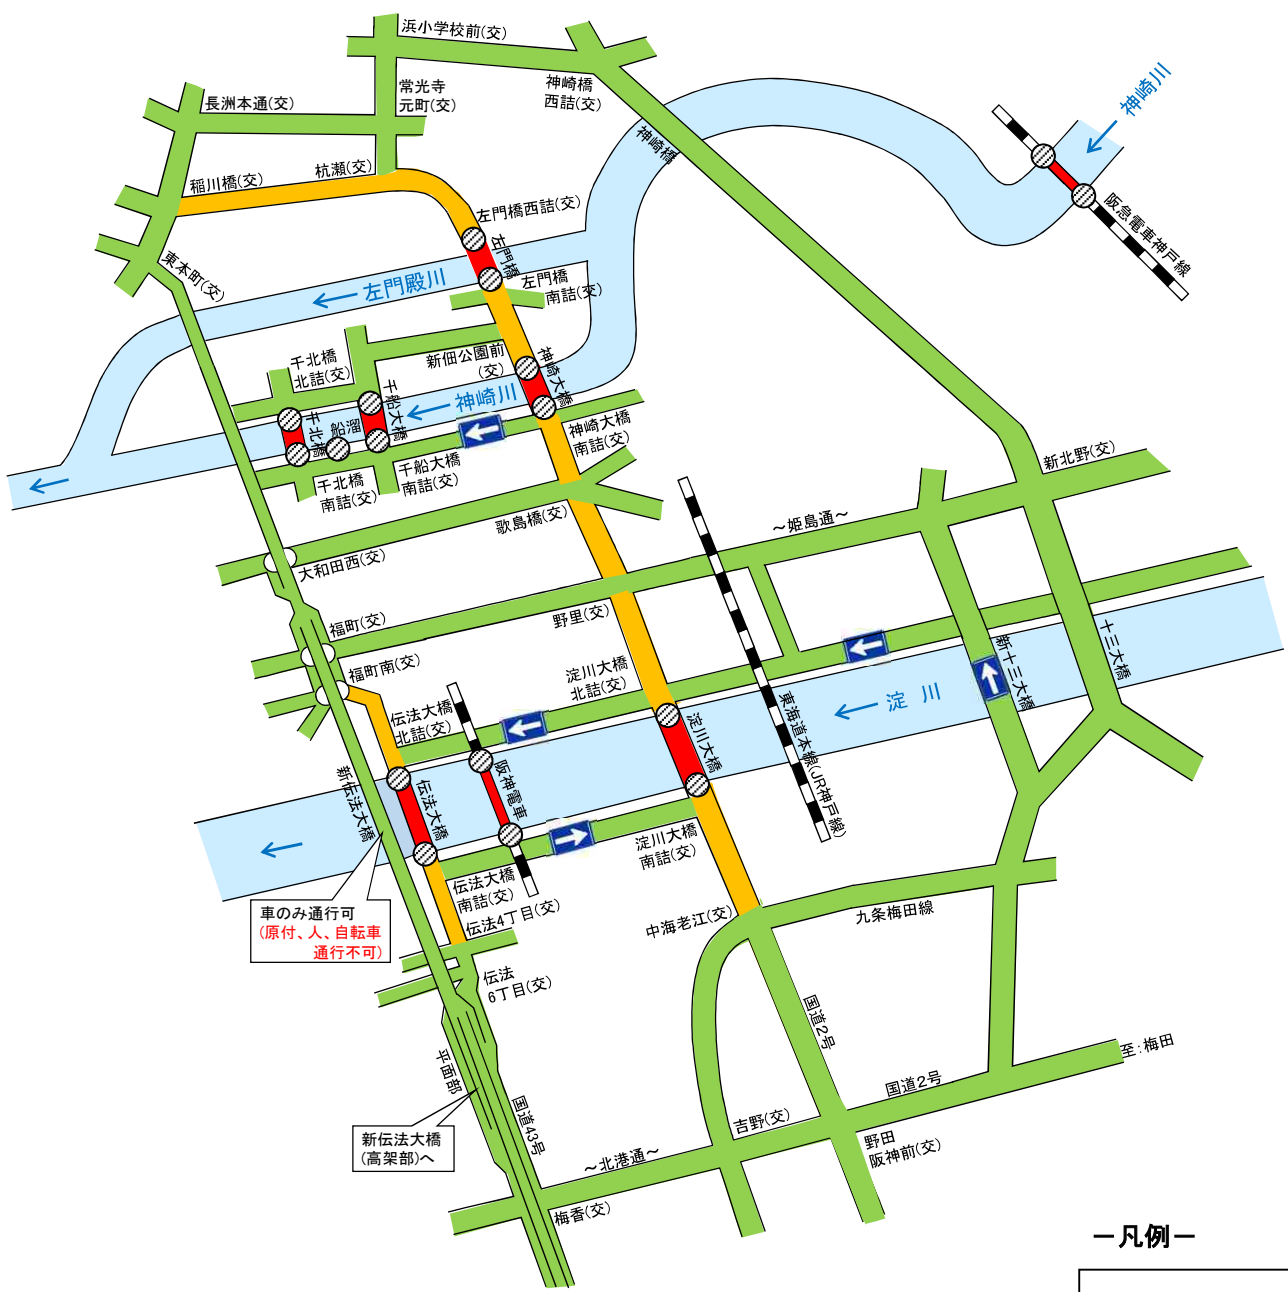 浜小学校前(交)
神崎橋
西詰(交)
常光寺
元町(交)
長洲本通(交)
神崎川
神崎橋
杭瀬(交)
稲川橋(交)
阪急電車神戸線
左門橋西詰(交)
左門橋
東本町(交)
左門殿川
左門橋
南詰(交)
千北橋
北詰(交)
新佃公園前
(交)
神崎大橋
千船大橋
神崎川
千北橋
船溜
神崎大橋
南詰(交)
千船大橋
南詰(交)
千北橋
南詰(交)
新北野(交)
歌島橋(交)
～姫島通～
大和田西(交)
福町(交)
野里(交)
福町南(交)
淀川大橋
北詰(交)
新十三大橋
十三大橋
伝法大橋
北詰(交)
淀川
東海道本線(JR神戸線)
淀川大橋
阪神電車
新伝法大橋
伝法大橋
淀川大橋
南詰(交)
伝法大橋
南詰(交)
車のみ通行可
(原付、人、自転車
通行不可)
伝法4丁目(交)
中海老江(交)
九条梅田線
伝法
6丁目(交)
国道2号
平面部
至:梅田
国道2号
国道43号
吉野(交)
新伝法大橋
(高架部)へ
野田
阪神前(交)
～北港通～
梅香(交)
－凡例－